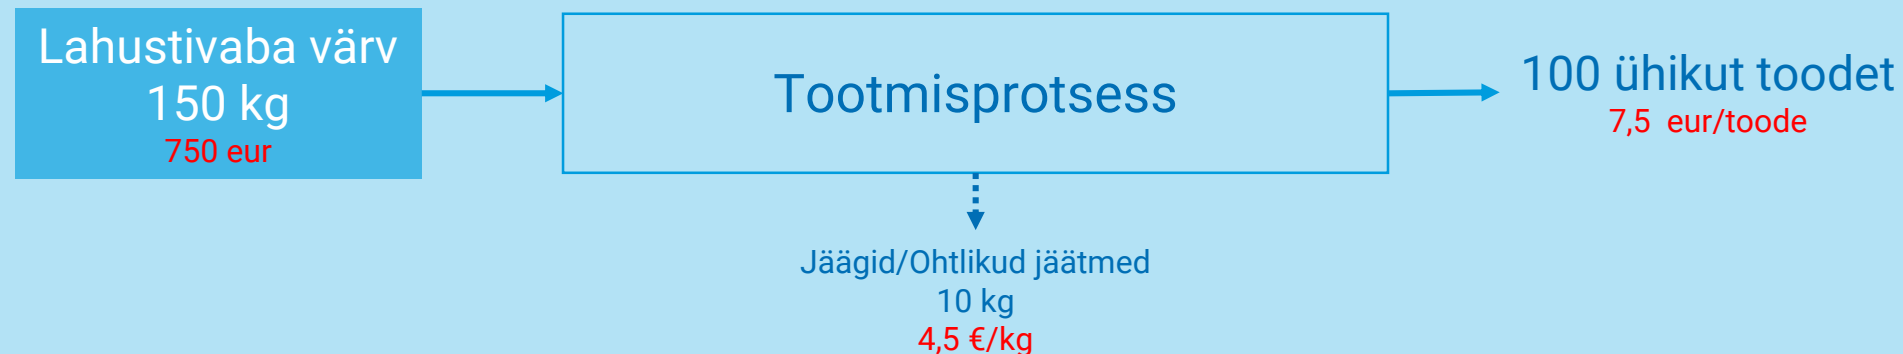 Lahustivaba värv
150 kg
750 eur
Tootmisprotsess
100 ühikut toodet
7,5 eur/toode
Jäägid/Ohtlikud jäätmed
10 kg
4,5 €/kg